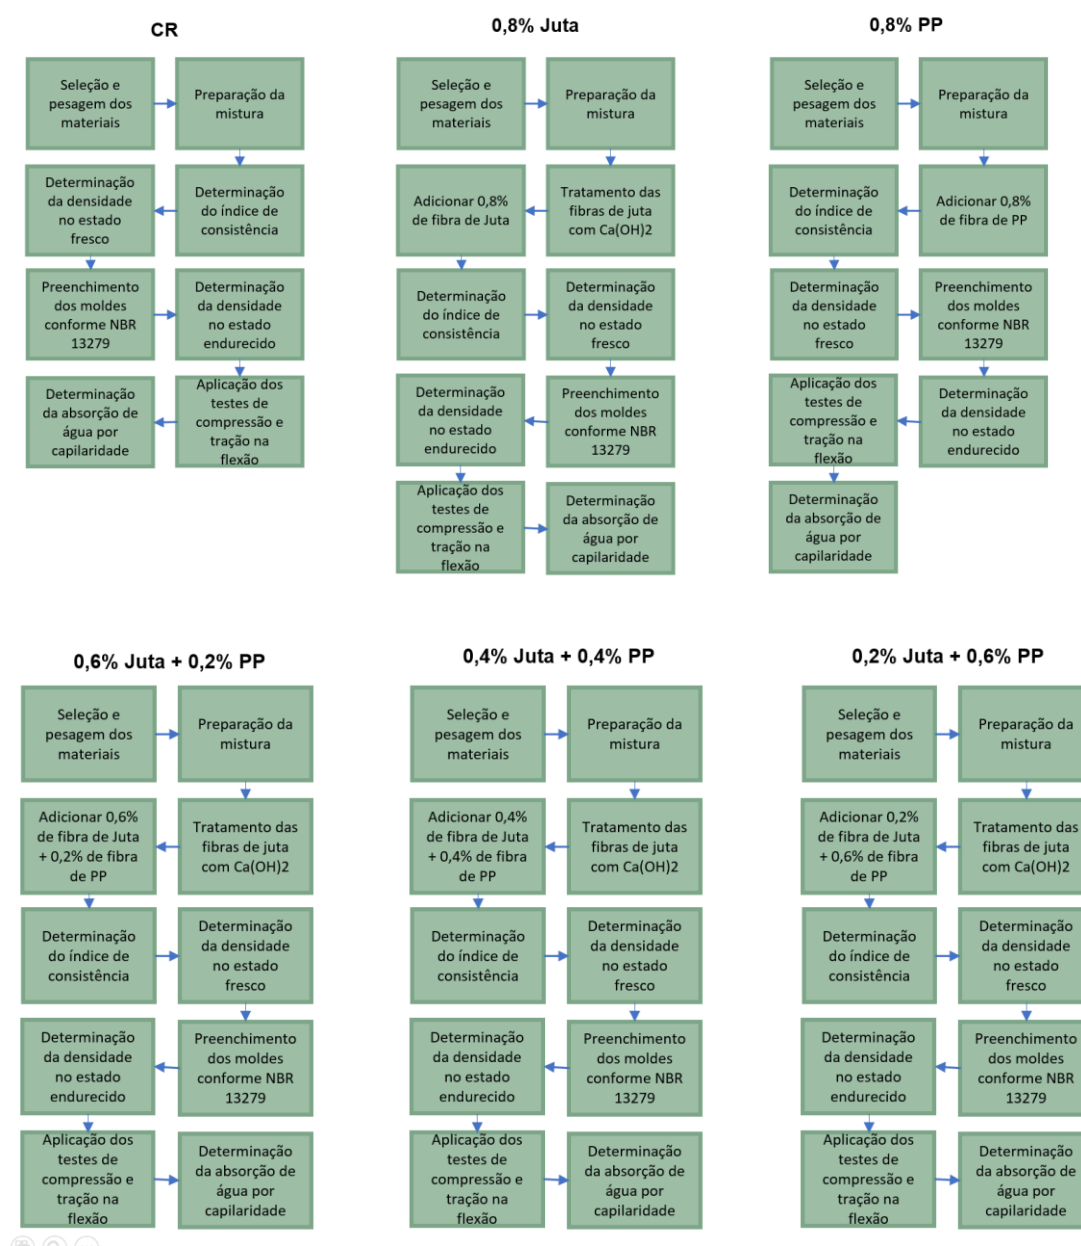 CR
Seleção e
pesagem dos
materiais
Preparação da
mistura
Determinação
do índice de
consistência
Determinação
da densidade
no estado
fresco
Preenchimento
dos moldes
conforme NBR
13279
Determinação
da densidade
no estado
endurecido
Aplicação dos
testes de
compressão e
tração na
flexão
Determinação
da absorção de
água por
capilaridade
0,8% Juta
Seleção e
pesagem dos
materiais
Preparação da
mistura
Tratamento das
fibras de juta
com Ca(OH)2
Adicionar 0,8%
de fibra de Juta
Determinação
do índice de
consistência
Determinação
da densidade
no estado
fresco
Preenchimento
dos moldes
conforme NBR
13279
Determinação
da densidade
no estado
endurecido
Aplicação dos
testes de
compressão e
tração na
flexão
Determinação
da absorção de
água por
capilaridade
0,8% PP
Seleção e
pesagem dos
materiais
Preparação da
mistura
Adicionar 0,8%
de fibra de PP
Determinação
do índice de
consistência
Determinação
da densidade
no estado
fresco
Preenchimento
dos moldes
conforme NBR
13279
Determinação
da densidade
no estado
endurecido
Aplicação dos
testes de
compressão e
tração na
flexão
Determinação
da absorção de
água por
capilaridade
0,6% Juta + 0,2% PP
Seleção e
pesagem dos
materiais
Preparação da
mistura
Tratamento das
fibras de juta
com Ca(OH)2
Adicionar 0,6%
de fibra de Juta
+ 0,2% de fibra
de PP
Determinação
do índice de
consistência
Determinação
da densidade
no estado
fresco
Preenchimento
dos moldes
conforme NBR
13279
Determinação
da densidade
no estado
endurecido
Aplicação dos
testes de
compressão e
tração na
flexão
Determinação
da absorção de
água por
capilaridade
0,4% Juta + 0,4% PP
Seleção e
pesagem dos
materiais
Preparação da
mistura
Tratamento das
fibras de juta
com Ca(OH)2
Adicionar 0,4%
de fibra de Juta
+ 0,4% de fibra
de PP
Determinação
do índice de
consistência
Determinação
da densidade
no estado
fresco
Preenchimento
dos moldes
conforme NBR
13279
Determinação
da densidade
no estado
endurecido
Aplicação dos
testes de
compressão e
tração na
flexão
Determinação
da absorção de
água por
capilaridade
0,2% Juta + 0,6% PP
Seleção e
pesagem dos
materiais
Preparação da
mistura
Tratamento das
fibras de juta
com Ca(OH)2
Adicionar 0,2%
de fibra de Juta
+ 0,6% de fibra
de PP
Determinação
do índice de
consistência
Determinação
da densidade
no estado
fresco
Preenchimento
dos moldes
conforme NBR
13279
Determinação
da densidade
no estado
endurecido
Aplicação dos
testes de
compressão e
tração na
flexão
Determinação
da absorção de
água por
capilaridade